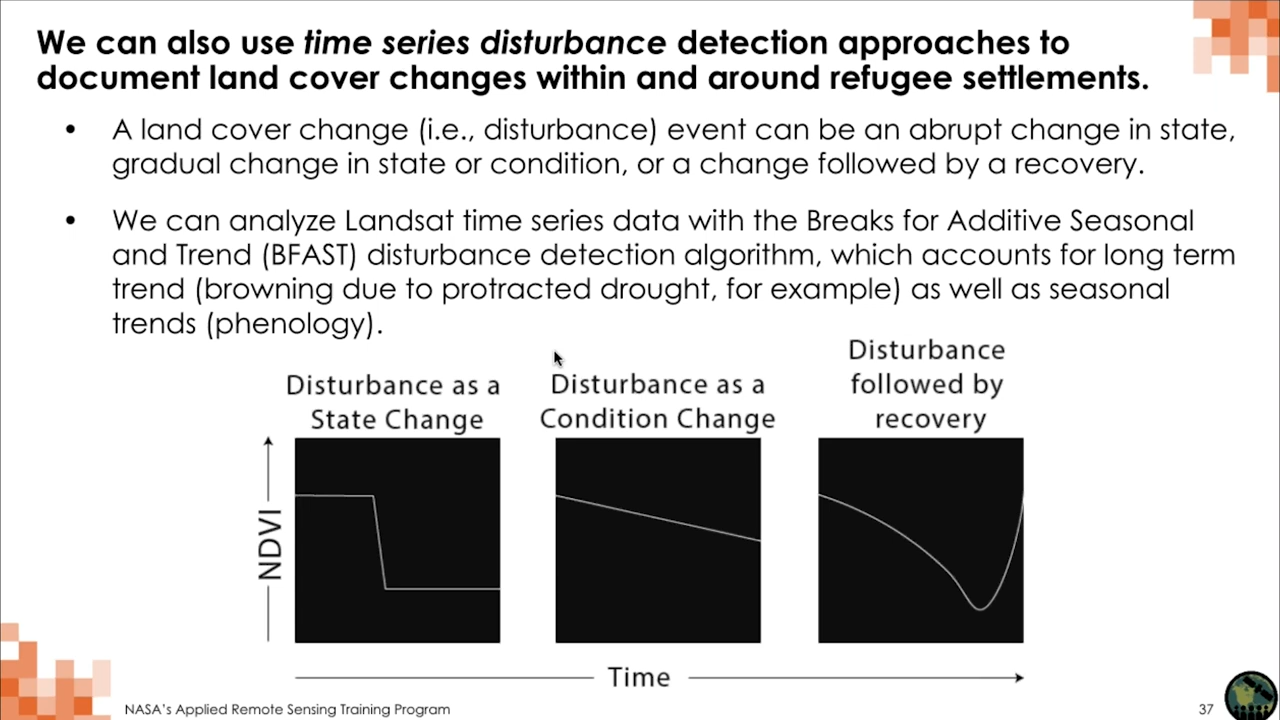 We can also use time series disturbance detection approaches to
document land cover changes within and around refugee settlements.
• A land cover change (i.e., disturbance) event can be an abrupt change in state,
gradual change in state or condition, or a change followed by a recovery.
• We can analyze Landsat time series data with the Breaks for Additive Seasonal
and Trend (BFAST) disturbance detection algorithm, which accounts for long term
trend (browning due to protracted drought, for example) as well as seasonal
trends (phenology).
Disturbance as a
State Change
Disturbance as a
Condition Change
Disturbance
followed by
recovery
NDVI
Time
NASA's Applied Remote Sensing Training Program
37